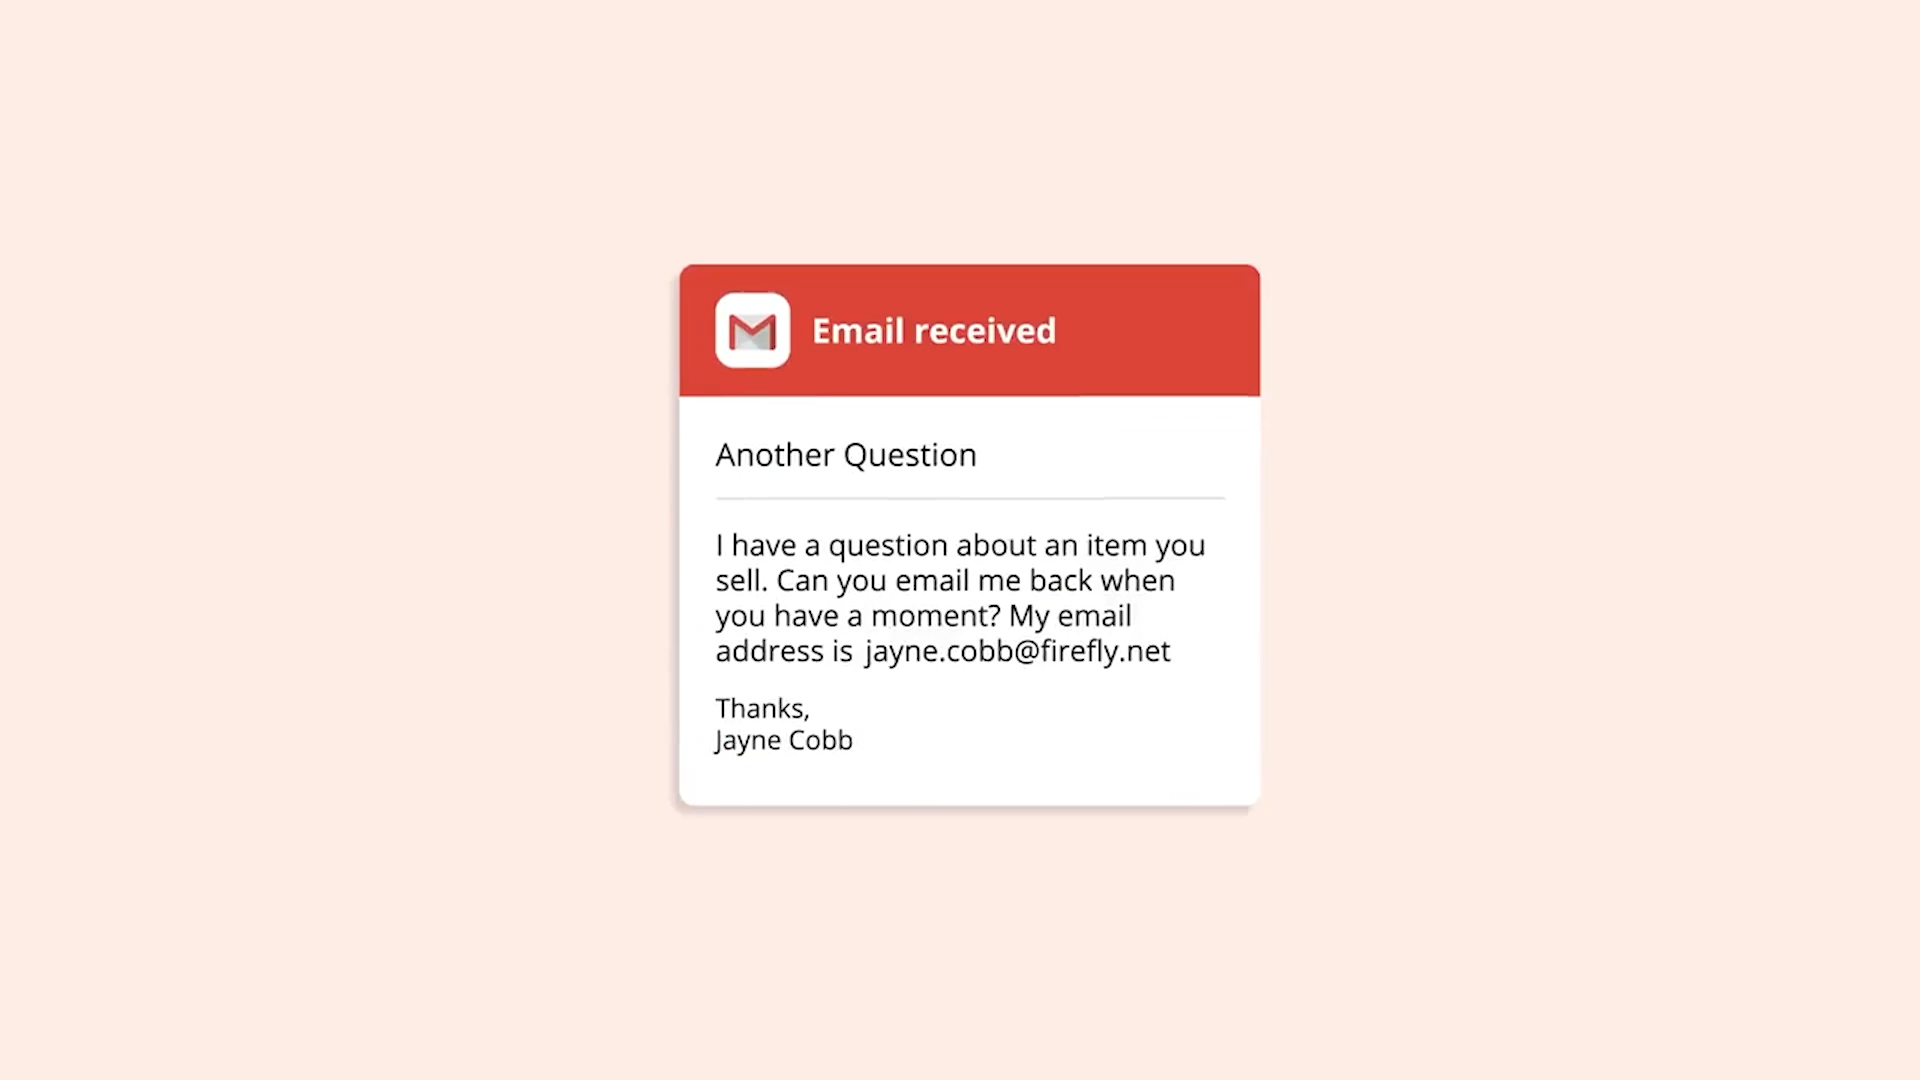 Email received
Another Question
I have a question about an item you
sell. Can you email me back when
you have a moment? My email
address is jayne.cobb@firefly.net
Thanks,
Jayne Cobb